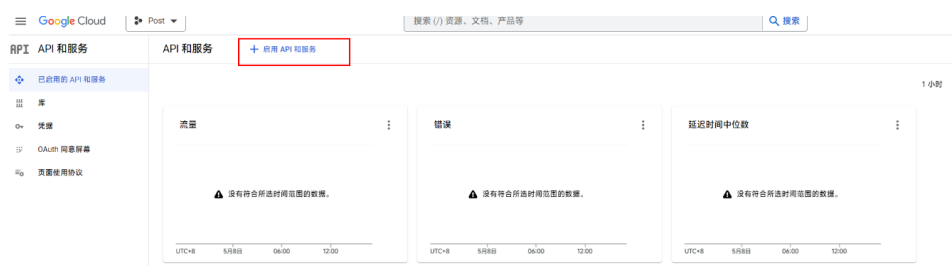 Google Cloud
Post
搜索 (/) 资源、文档、产品等
搜索
API API 和服务
API 和服务
+ 启用 API 和服务
已启用的 API 和服务
库
凭据
OAuth 同意屏幕
页面使用协议
1 小时
流量
错误
延迟时间中位数
没有符合所选时间范围的数据。
没有符合所选时间范围的数据。
没有符合所选时间范围的数据。
UTC+8 5月8日 06:00 12:00
UTC+8 5月8日 06:00 12:00
UTC+8 5月8日 06:00 12:00